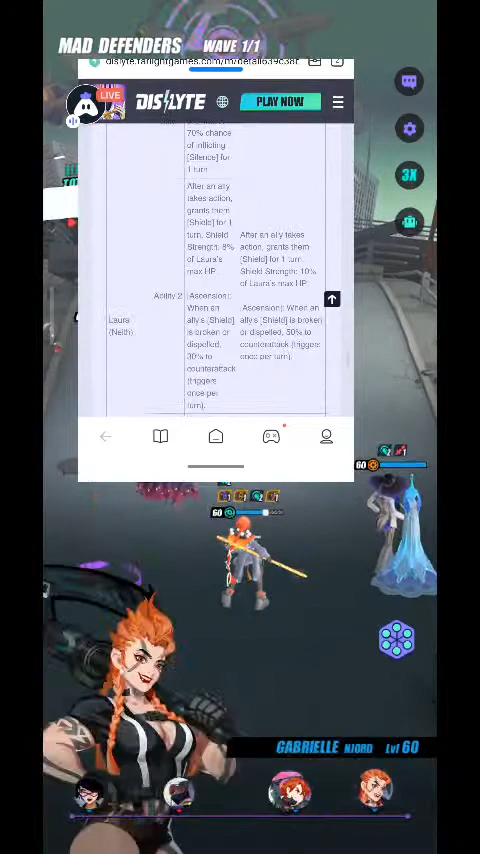 MAD DEFENDERS WAVE 1/1
dislyte.farlightgames.com/m/detail
2
LIVE
DISLYTE
PLAY NOW
70% chance
of inflicting
[Silence] for
1 turn
After an ally
takes action,
grants them
[Shield] for 1
turn, Shield
Strength: 8%
of Laura's
max HP.
After an ally takes
action, grants them
[Shield] for 1 turn.
Shield Strength: 10%
of Laura's max HP.
Ability 2
[Ascension]:
When an
ally's [Shield]
is broken or
dispelled,
30% to
counterattack
(triggers
once per
turn).
[Ascension]: When an
ally's [Shield] is broken
or dispelled, 50% to
counterattack (triggers
once per turn).
Laura
(Neith)
3X
60
60
GABRIELLE NJORD Lvl 60